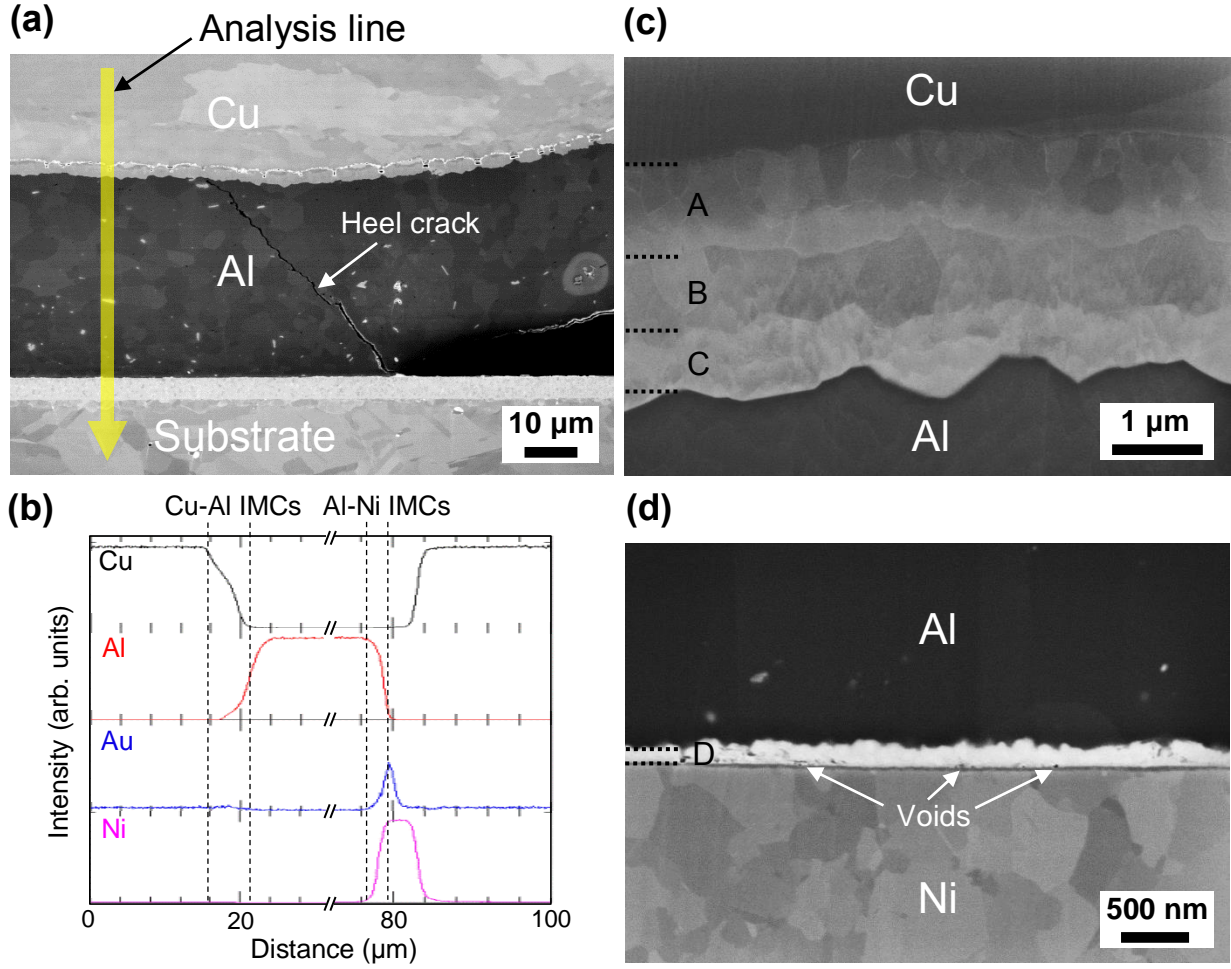 (a)
Analysis line
Cu
Heel crack
Al
Substrate
10 µm
(c)
Cu
A
B
C
Al
1 µm
(b)
Cu-Al IMCs
Al-Ni IMCs
Intensity (arb. units)
Cu
Al
Au
Ni
0
20
80
100
Distance (µm)
(d)
Al
D
Voids
Ni
500 nm